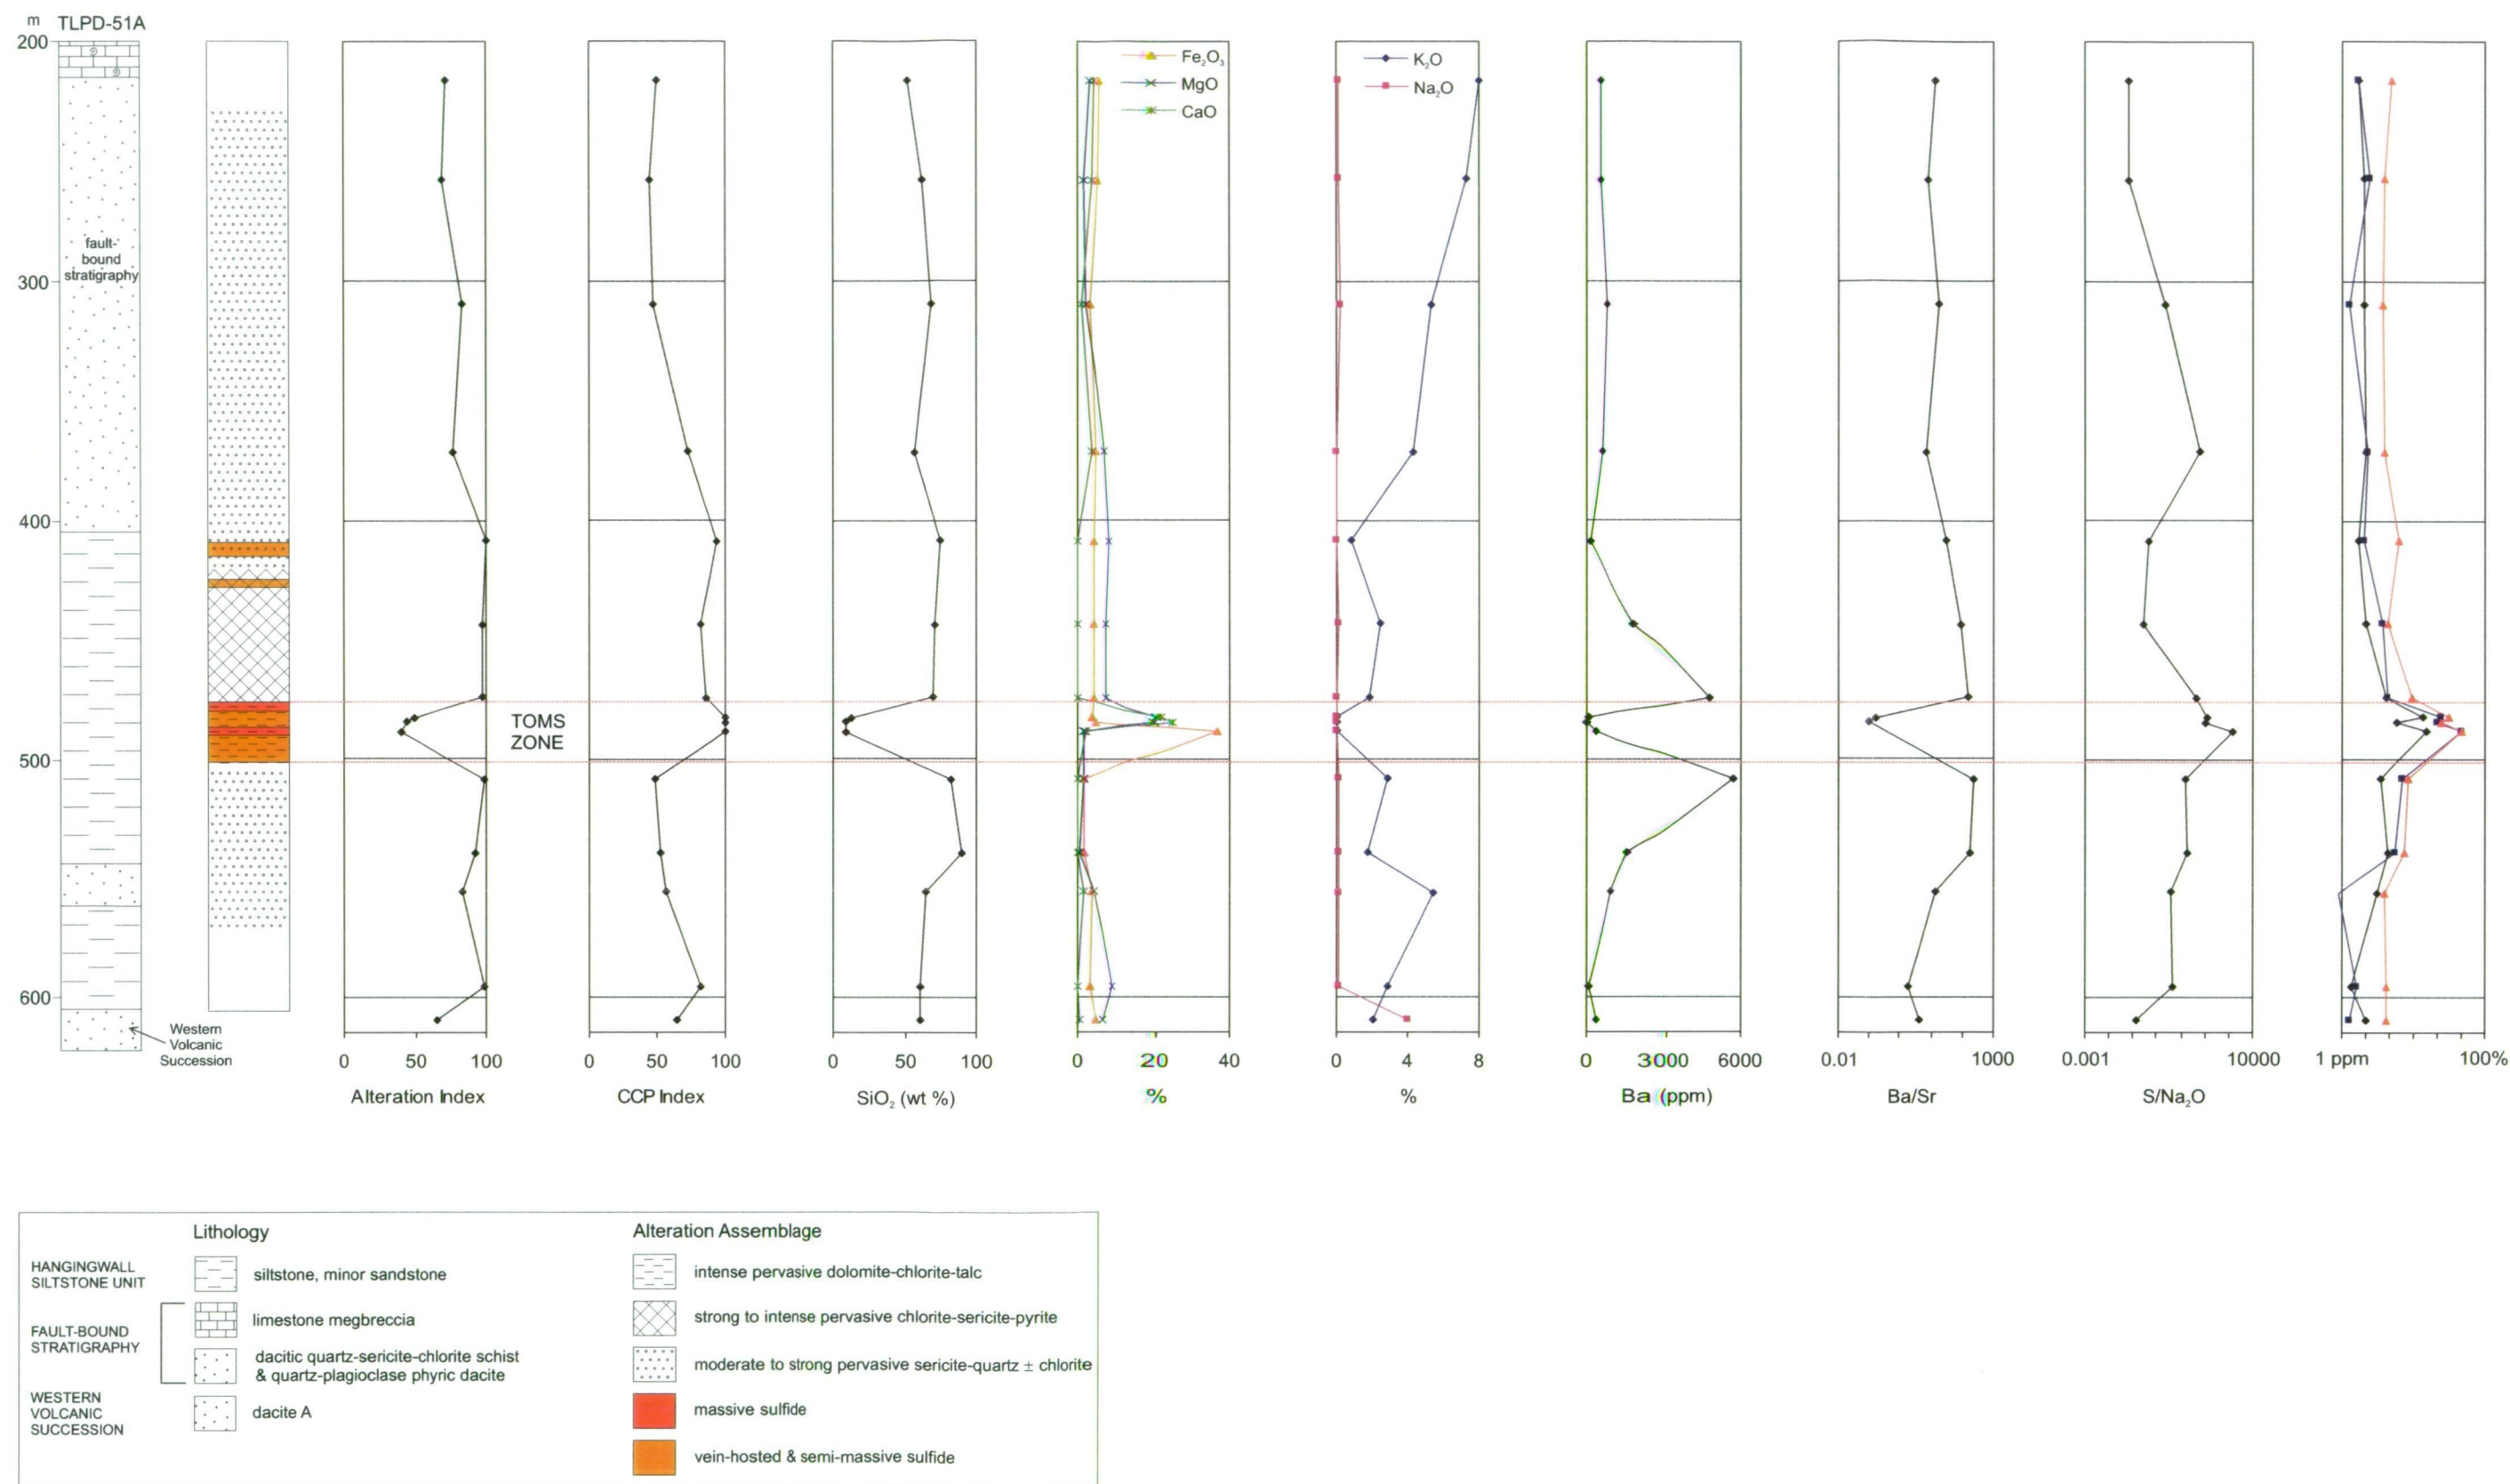 m TLPD-51A
200
300
400
500
600
fault-
bound
stratigraphy
Western
Volcanic
Succession
TOMS
ZONE
Fe₂O₃
MgO
CaO
K₂O
Na₂O
0 50 100
Alteration Index
0 50 100
CCP Index
0 50 100
SiO₂ (wt %)
0 20 40
%
0 4 8
%
0 3000 6000
Ba (ppm)
0.01 1000
Ba/Sr
0.001 10000
S/Na₂O
1 ppm 100%
Lithology
HANGINGWALL
SILTSTONE UNIT
siltstone, minor sandstone
FAULT-BOUND
STRATIGRAPHY
limestone megbreccia
dacitic quartz-sericite-chlorite schist
& quartz-plagioclase phyric dacite
WESTERN
VOLCANIC
SUCCESSION
dacite A
Alteration Assemblage
intense pervasive dolomite-chlorite-talc
strong to intense pervasive chlorite-sericite-pyrite
moderate to strong pervasive sericite-quartz ± chlorite
massive sulfide
vein-hosted & semi-massive sulfide